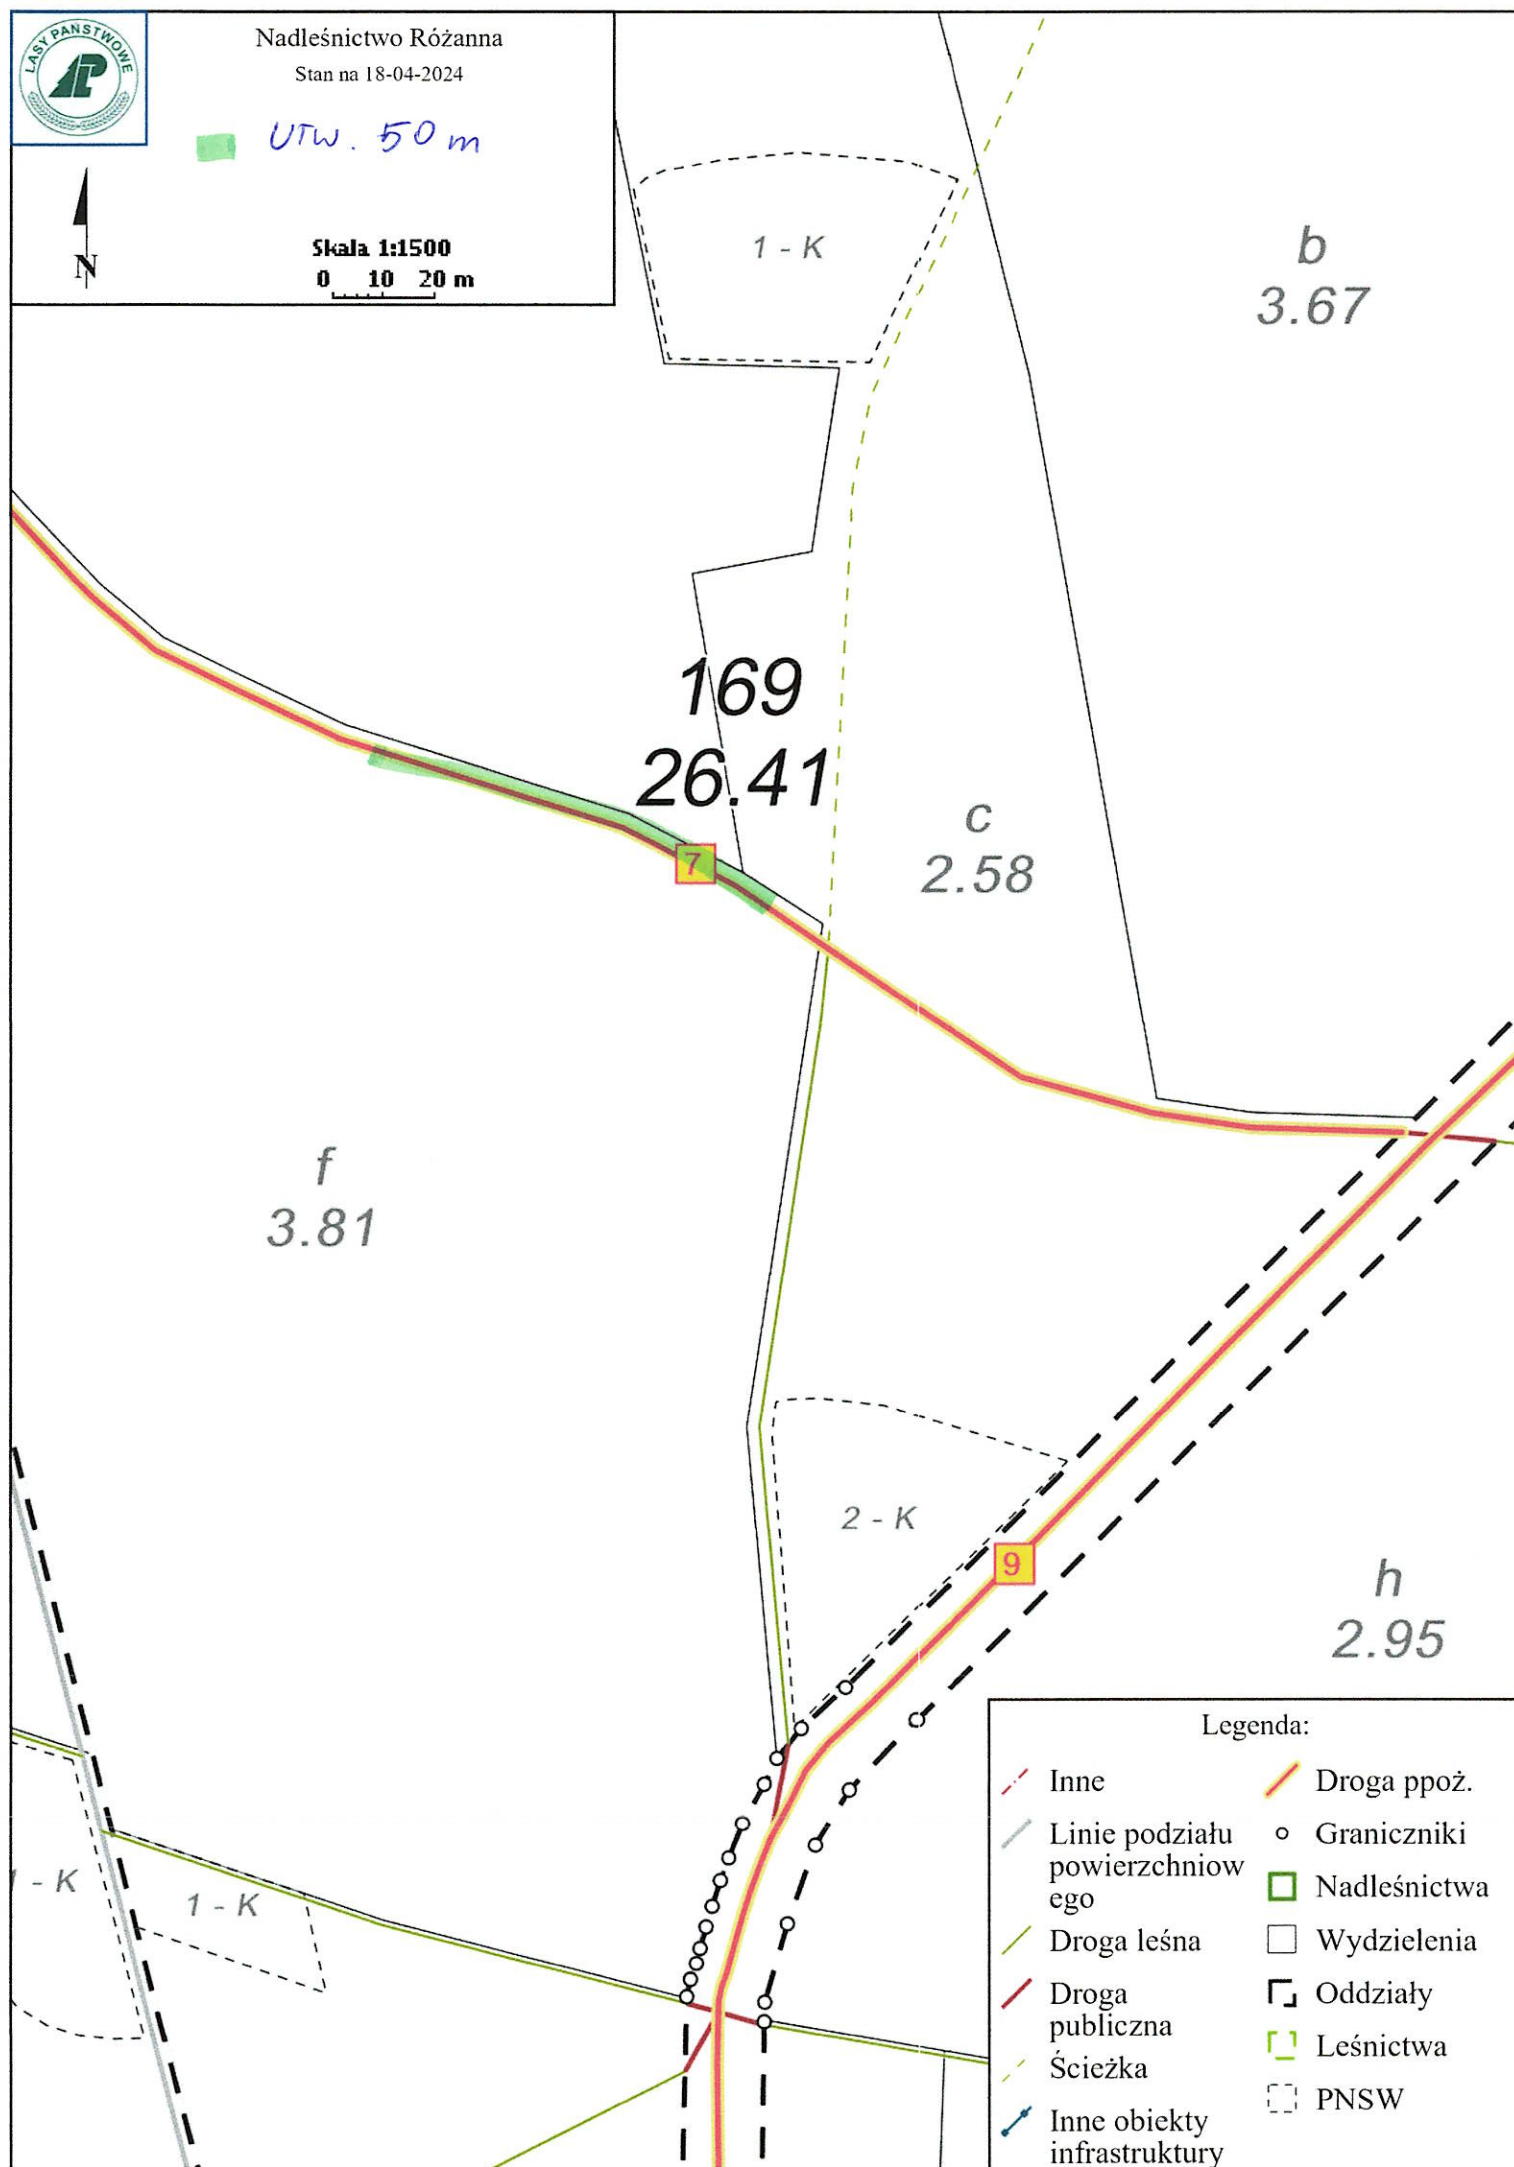 LASY PAŃSTWOWE
Nadleśnictwo Różanna
Stan na 18-04-2024
UTW. 50 m
N
Skala 1:1500
0 10 20 m
1 - K
b
3.67
169
26.41
7
c
2.58
f
3.81
2 - K
9
h
2.95
1 - K
1 - K
Legenda:
Inne
Linie podziału
powierzchniow
ego
Droga leśna
Droga
publiczna
Ścieżka
Inne obiekty
infrastruktury
Droga ppoż.
Graniczniki
Nadleśnictwa
Wydzielenia
Oddziały
Leśnictwa
PNSW